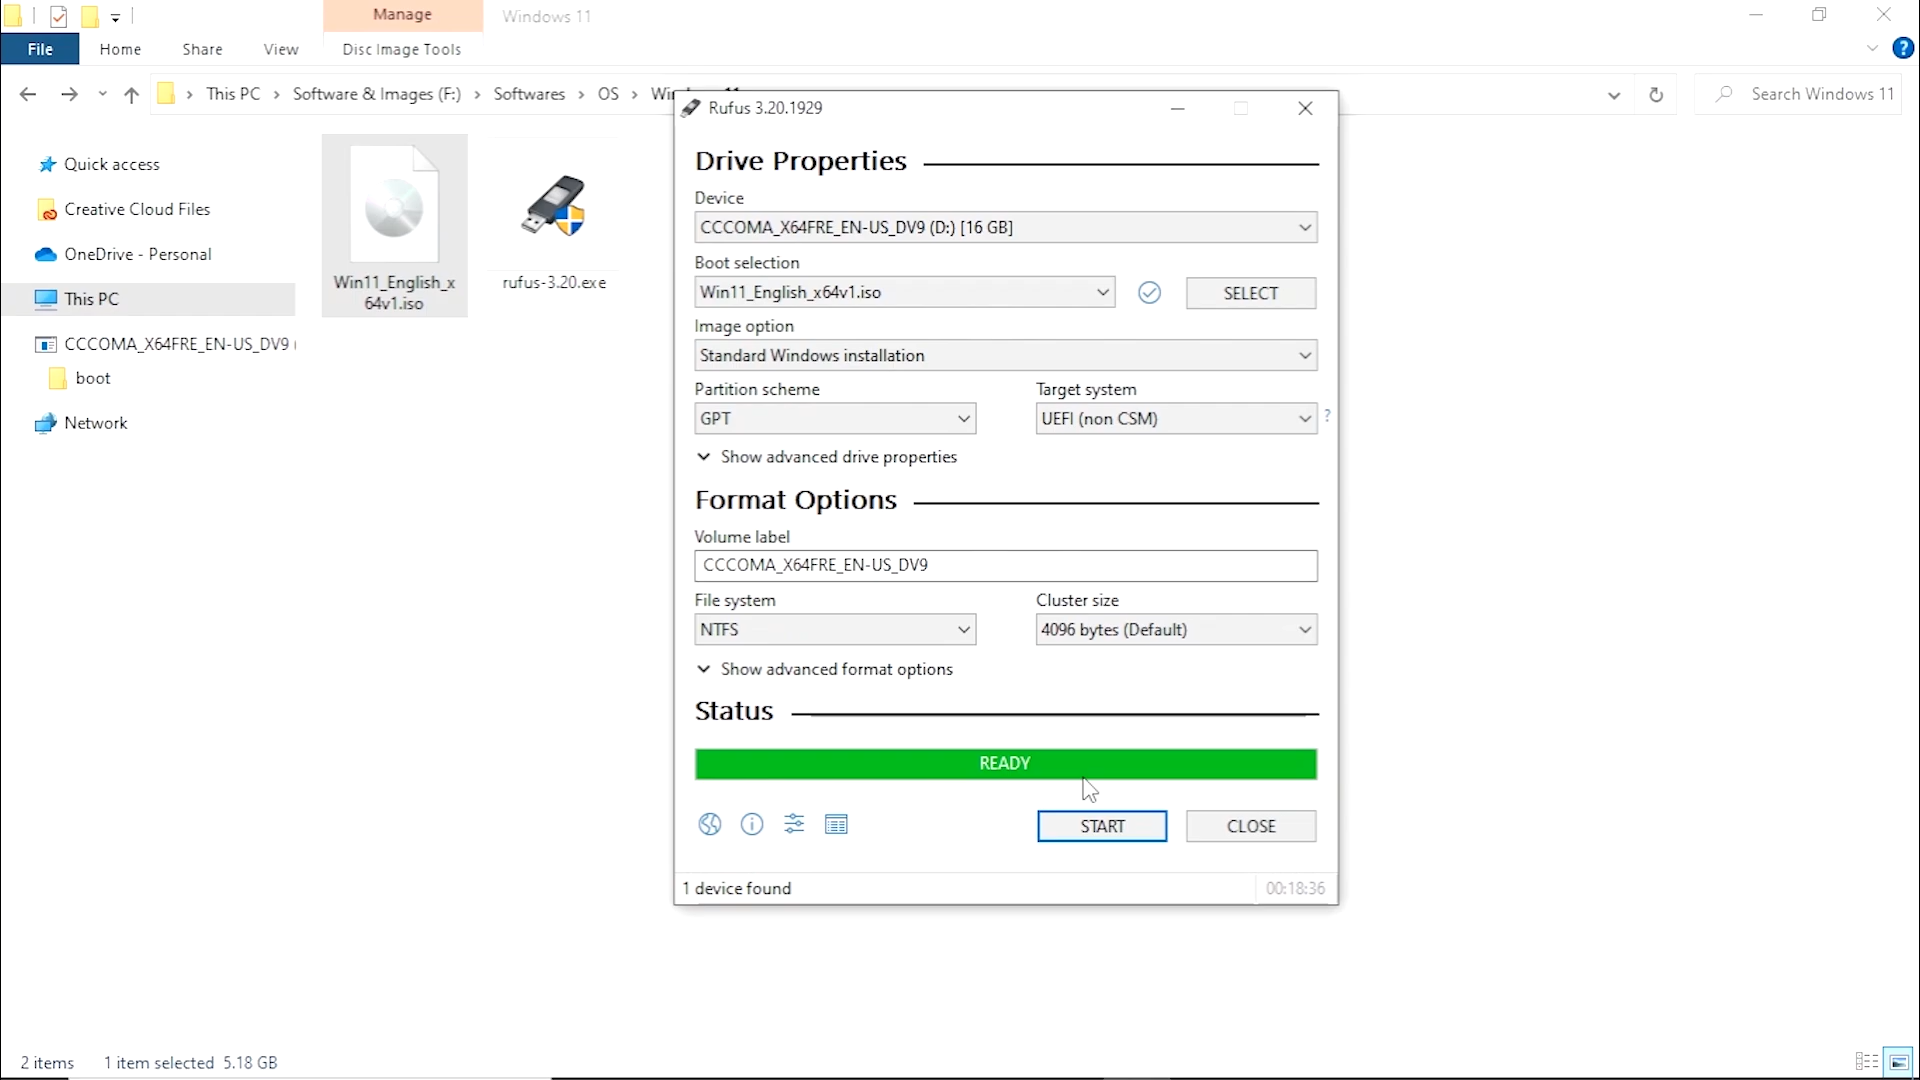 Manage
Windows 11
File
Home
Share
View
Disc Image Tools
This PC
Software & Images (F:)
Softwares
OS
Search Windows 11
Quick access
Creative Cloud Files
OneDrive - Personal
This PC
CCCOMA_X64FRE_EN-US_DV9 (
boot
Network
Win11_English_x
64v1.iso
rufus-3.20.exe
Rufus 3.20.1929
Drive Properties
Device
CCCOMA_X64FRE_EN-US_DV9 (D:) [16 GB]
Boot selection
Win11_English_x64v1.iso
SELECT
Image option
Standard Windows installation
Partition scheme
Target system
GPT
UEFI (non CSM)
?
Show advanced drive properties
Format Options
Volume label
CCCOMA_X64FRE_EN-US_DV9
File system
Cluster size
NTFS
4096 bytes (Default)
Show advanced format options
Status
READY
START
CLOSE
1 device found
00:18:36
2 items
1 item selected 5.18 GB